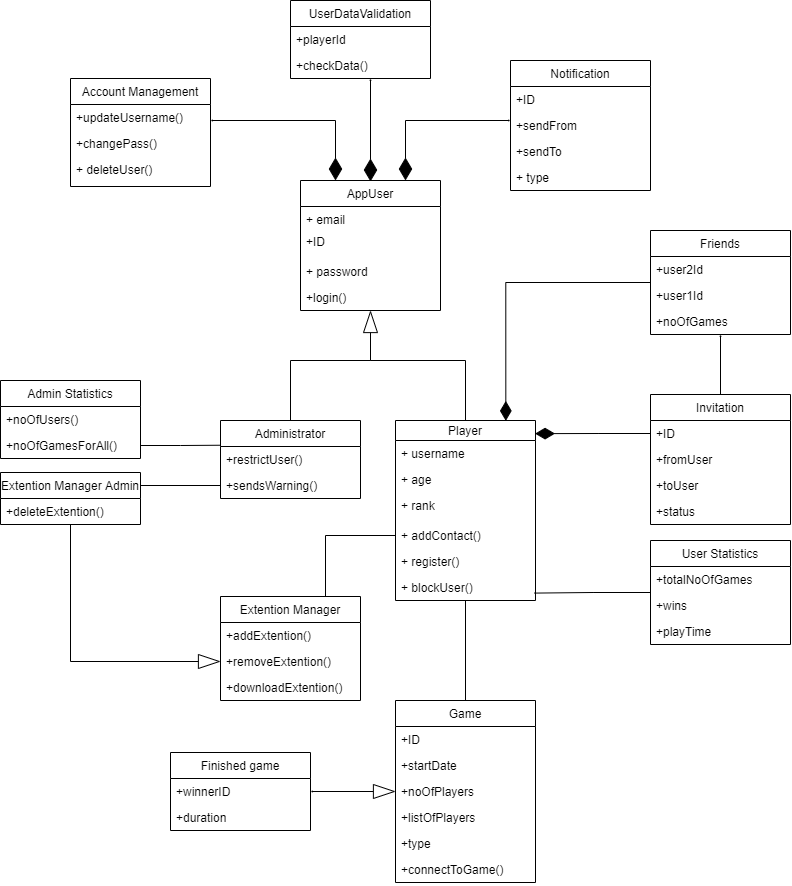 UserDataValidation
+playerId
+checkData()
Account Management
+updateUsername()
+changePass()
+ deleteUser()
Notification
+ID
+sendFrom
+sendTo
+ type
AppUser
+ email
+ID
+ password
+login()
Friends
+user2Id
+user1Id
+noOfGames
Admin Statistics
+noOfUsers()
+noOfGamesForAll()
Administrator
+restrictUser()
+sendsWarning()
Player
+ username
+ age
+ rank
+ addContact()
+ register()
+ blockUser()
Invitation
+ID
+fromUser
+toUser
+status
Extention Manager Admin
+deleteExtention()
User Statistics
+totalNoOfGames
+wins
+playTime
Extention Manager
+addExtention()
+removeExtention()
+downloadExtention()
Game
+ID
+startDate
+noOfPlayers
+listOfPlayers
+type
+connectToGame()
Finished game
+winnerID
+duration